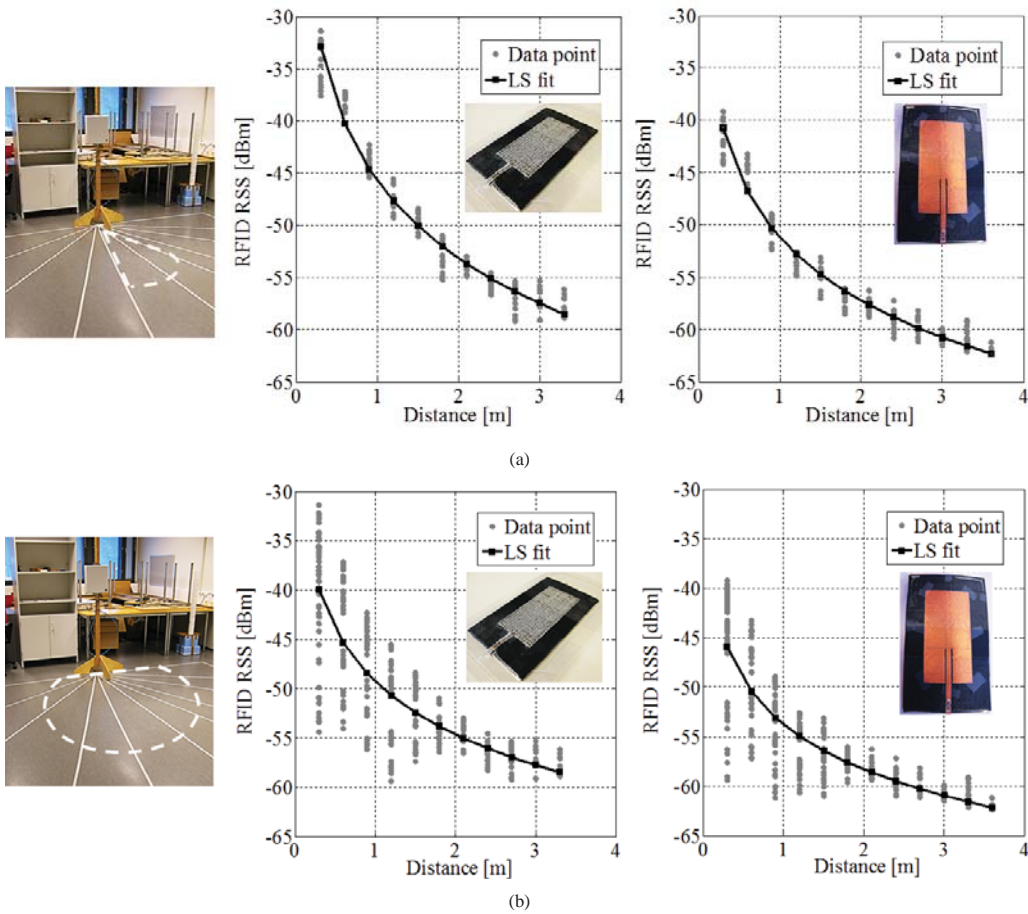 -30
-35
-40
-45
-50
-55
-60
-65
RFID RSS [dBm]
Data point
LS fit
0 1 2 3 4
Distance [m]
-30
-35
-40
-45
-50
-55
-60
-65
RFID RSS [dBm]
Data point
LS fit
0 1 2 3 4
Distance [m]
(a)
-30
-35
-40
-45
-50
-55
-60
-65
RFID RSS [dBm]
Data point
LS fit
0 1 2 3 4
Distance [m]
-30
-35
-40
-45
-50
-55
-60
-65
RFID RSS [dBm]
Data point
LS fit
0 1 2 3 4
Distance [m]
(b)